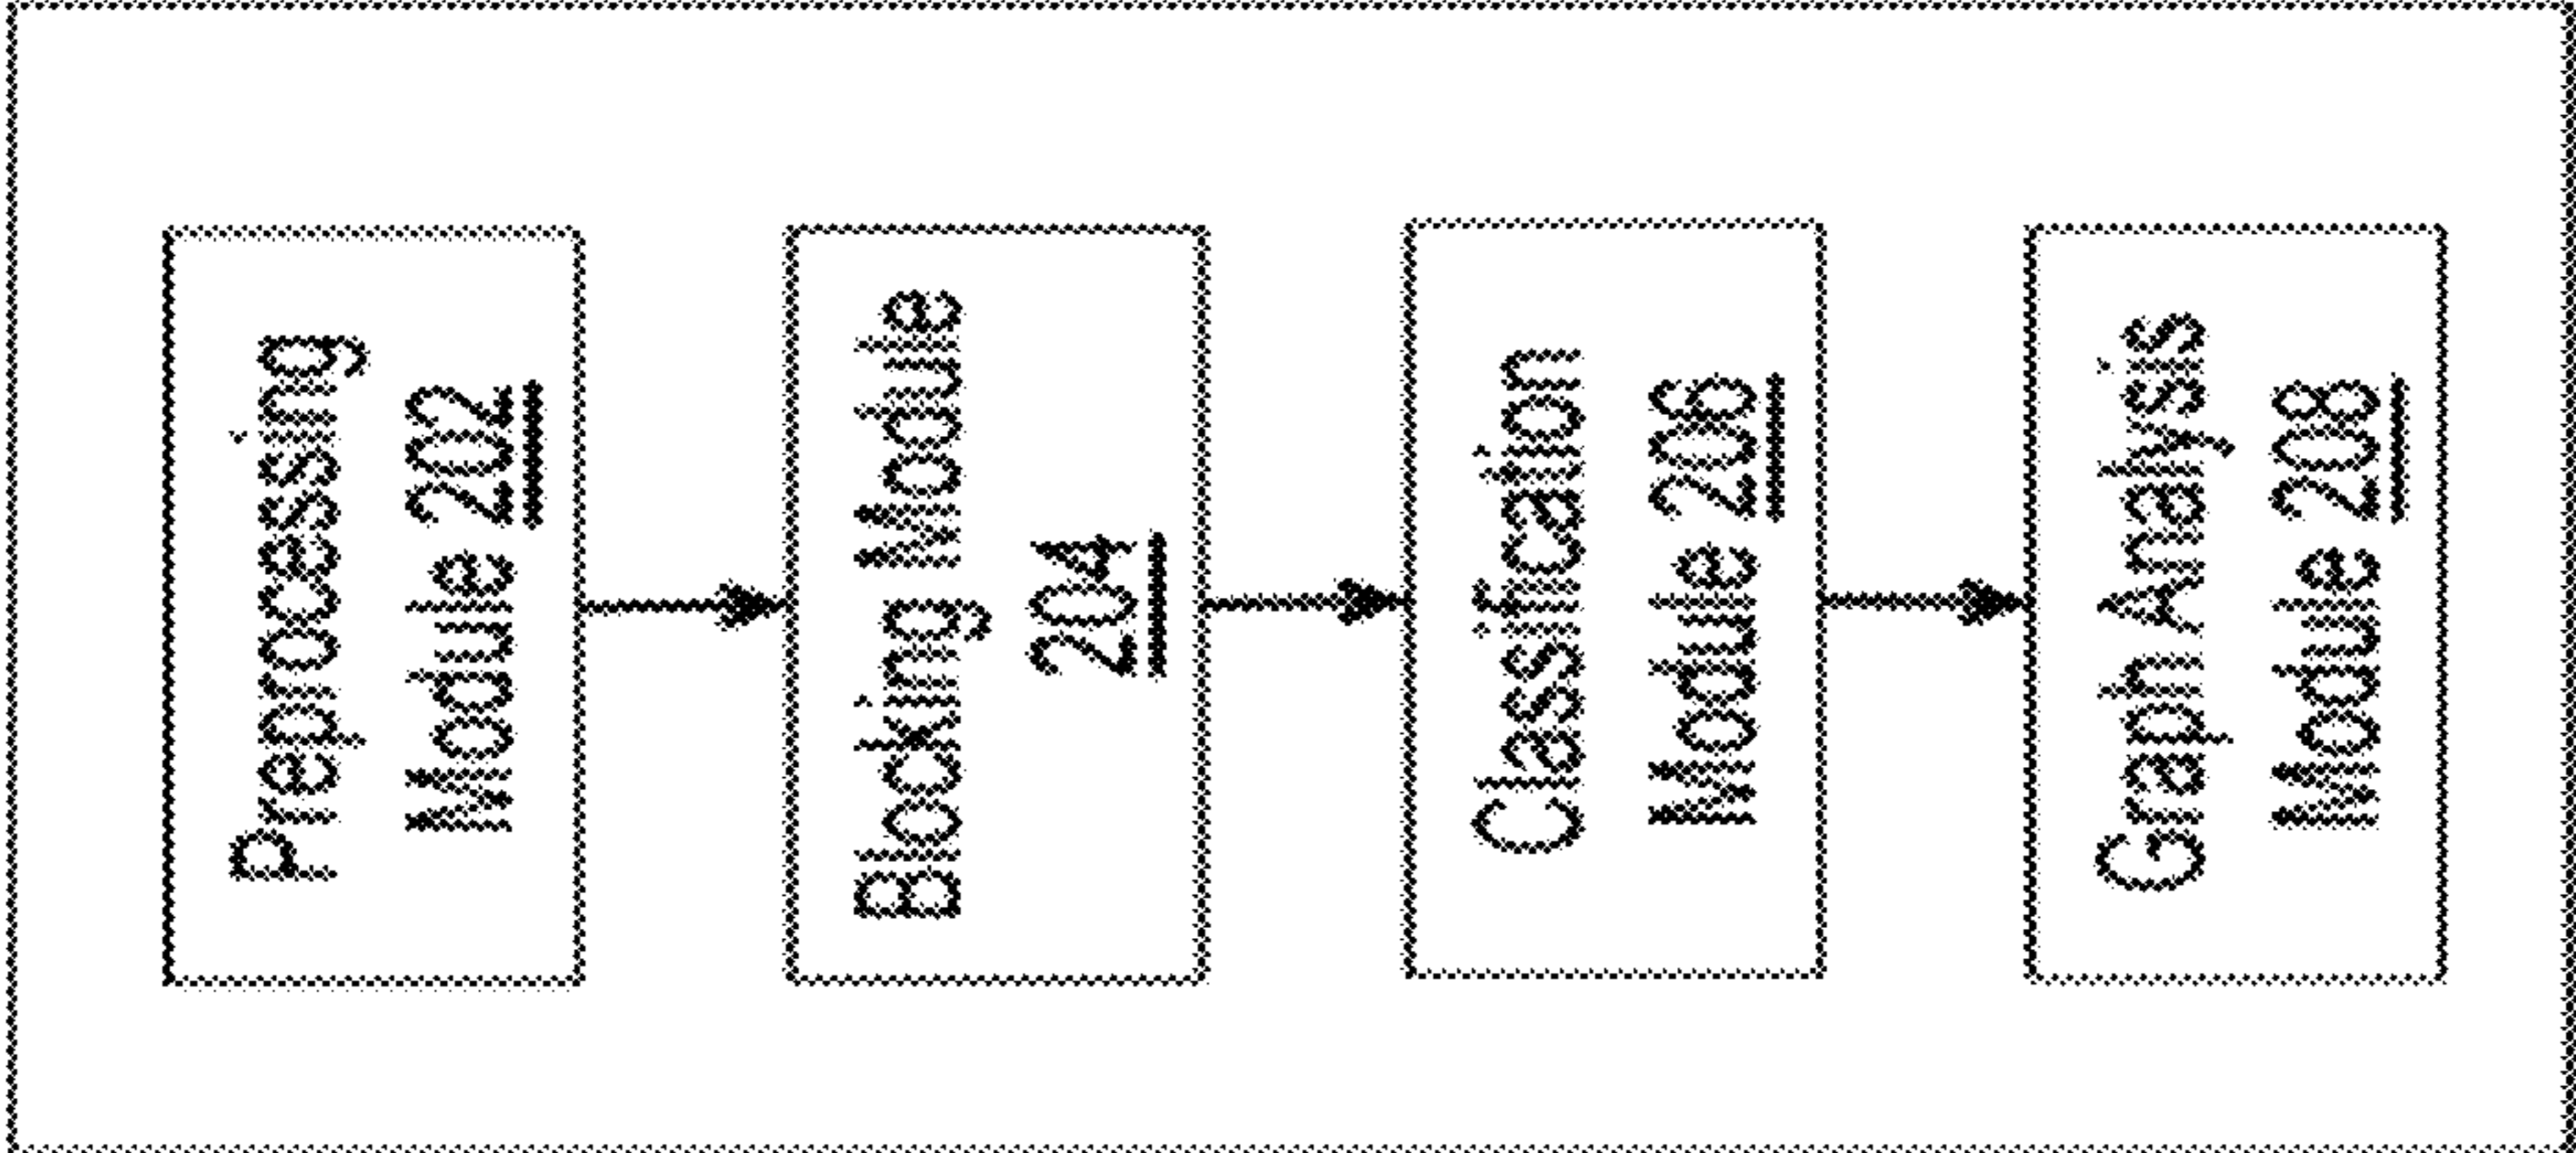 Preprocessing
Module 202
Blocking Module
204
Classification
Module 206
Graph Analysis
Module 208